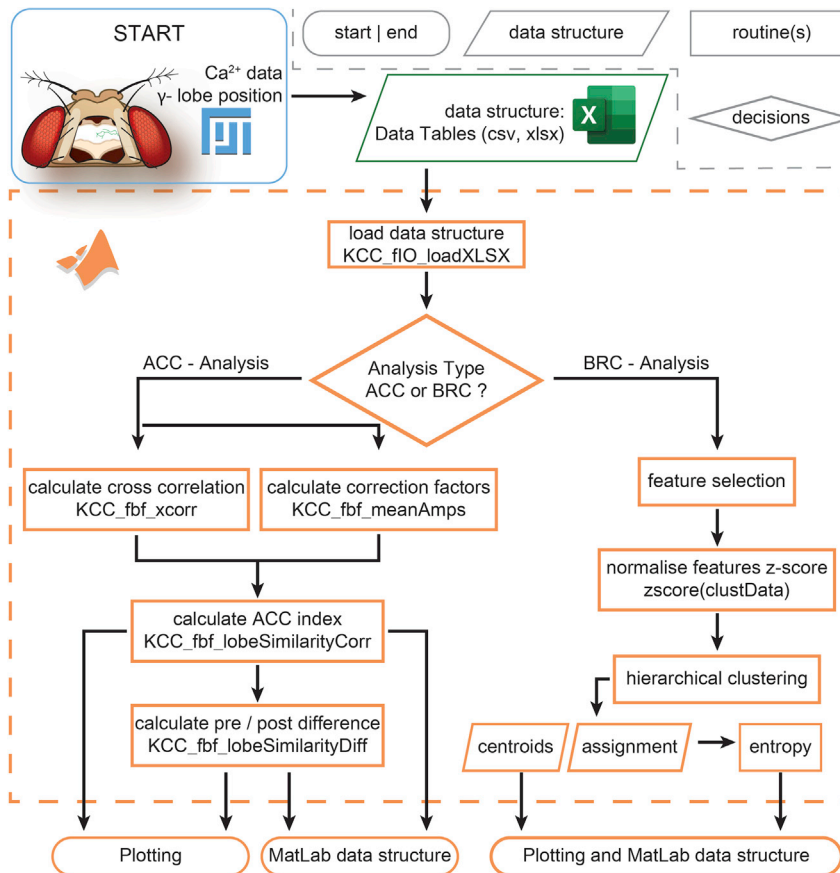 START
Ca²⁺ data
γ- lobe position
start | end
data structure
routine(s)
data structure:
Data Tables (csv, xlsx)
X
decisions
load data structure
KCC_fIO_loadXLSX
ACC - Analysis
Analysis Type
ACC or BRC ?
BRC - Analysis
calculate cross correlation
KCC_fbf_xcorr
calculate correction factors
KCC_fbf_meanAmps
feature selection
normalise features z-score
zscore(clustData)
calculate ACC index
KCC_fbf_lobeSimilarityCorr
hierarchical clustering
calculate pre / post difference
KCC_fbf_lobeSimilarityDiff
centroids
assignment
entropy
Plotting
MatLab data structure
Plotting and MatLab data structure